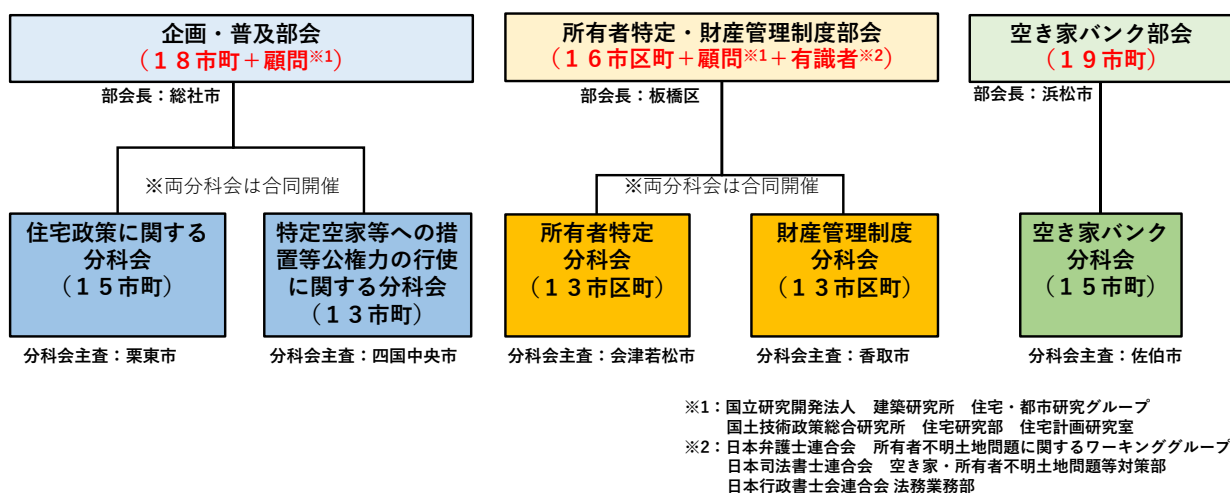 企画・普及部会
（１８市町＋顧問※1）
部会長：総社市
所有者特定・財産管理制度部会
（１６市区町＋顧問※1＋有識者※2）
部会長：板橋区
空き家バンク部会
（１９市町）
部会長：浜松市
※両分科会は合同開催
※両分科会は合同開催
住宅政策に関する
分科会
（１５市町）
分科会主査：栗東市
特定空家等への措
置等公権力の行使
に関する分科会
（１３市町）
分科会主査：四国中央市
所有者特定
分科会
（１３市区町）
分科会主査：会津若松市
財産管理制度
分科会
（１３市区町）
分科会主査：香取市
空き家バンク
分科会
（１５市町）
分科会主査：佐伯市
※1：国立研究開発法人　建築研究所　住宅・都市研究グループ
国土技術政策総合研究所　住宅研究部　住宅計画研究室
※2：日本弁護士連合会　所有者不明土地問題に関するワーキンググループ
日本司法書士連合会　空き家・所有者不明土地問題等対策部
日本行政書士会連合会 法務業務部